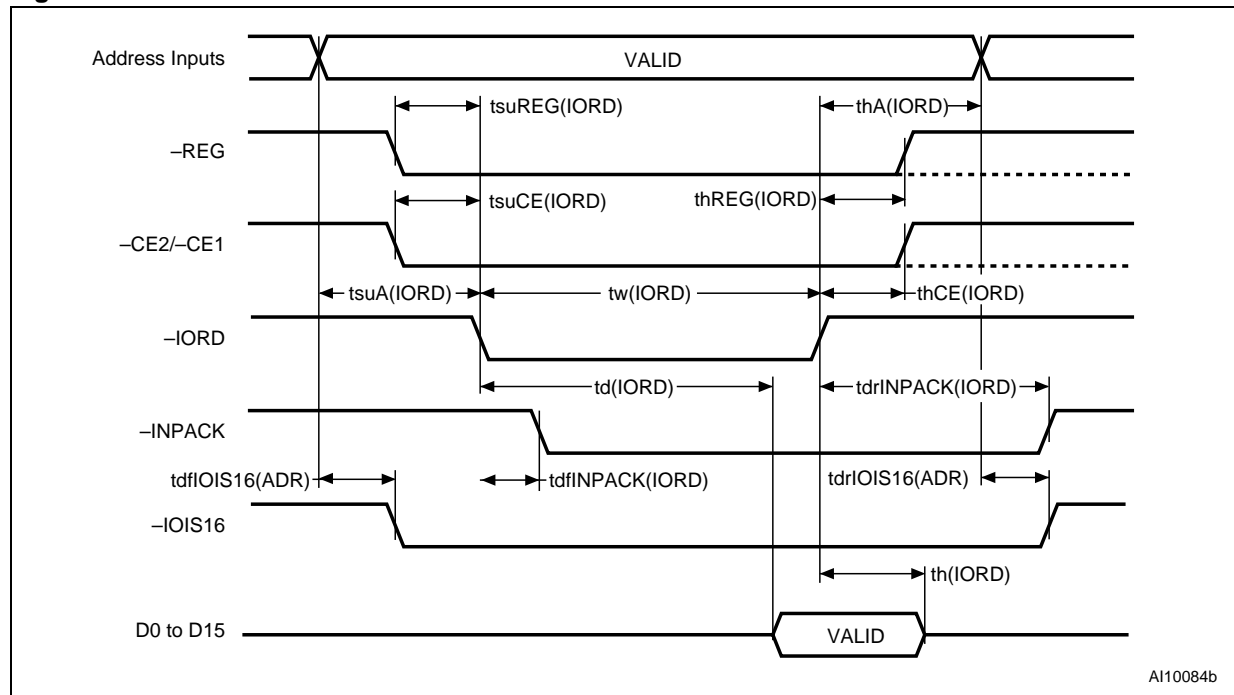 Address Inputs
VALID
tsuREG(IORD)
thA(IORD)
–REG
tsuCE(IORD)
thREG(IORD)
–CE2/–CE1
tsuA(IORD)
tw(IORD)
thCE(IORD)
–IORD
td(IORD)
tdrINPACK(IORD)
–INPACK
tdfIOIS16(ADR)
tdfINPACK(IORD)
tdrIOIS16(ADR)
–IOIS16
th(IORD)
D0 to D15
VALID
AI10084b